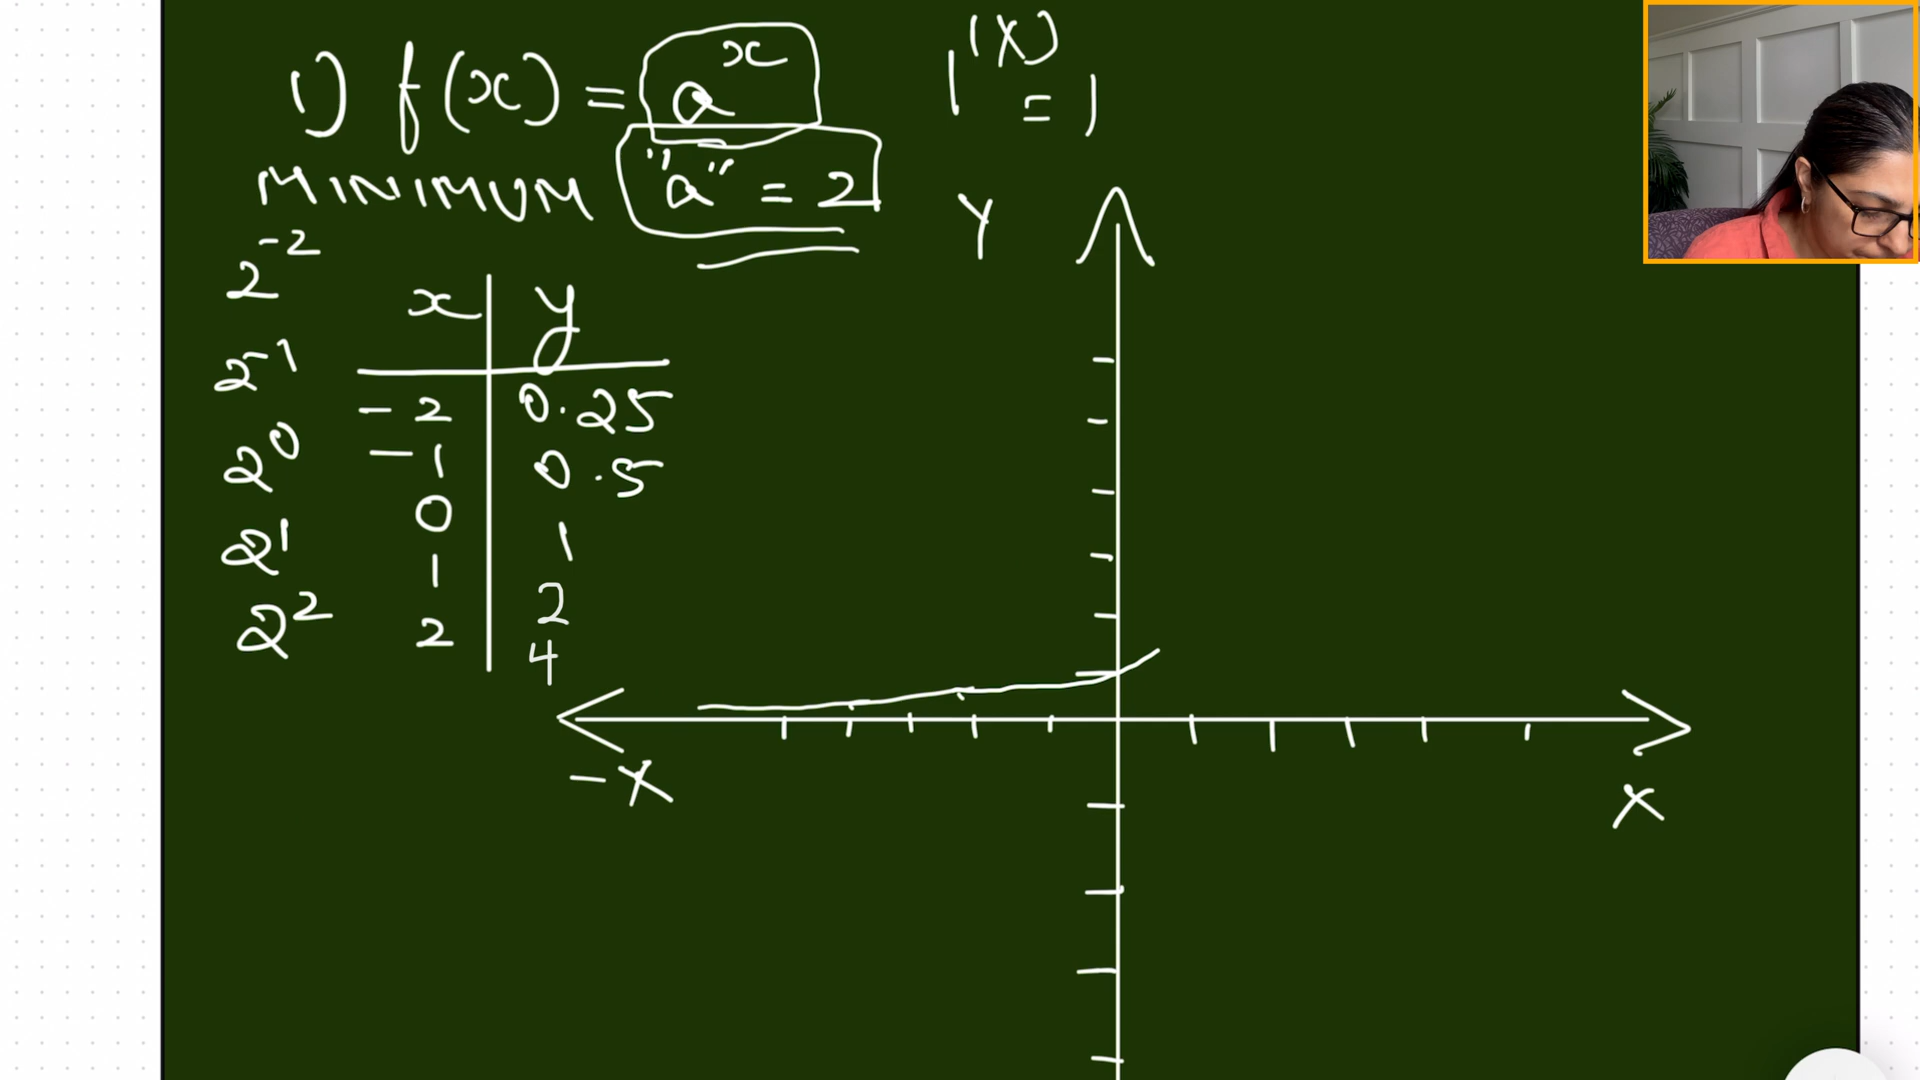 1) f(x) = a^x
1^(x) = 1
MINIMUM "a" = 2
Y
2^-2
x | y
2^-1
-2 | 0.25
-1 | 0.5
2^0
0 | 1
2^1
1 | 2
2^2
2 | 4
-X
X